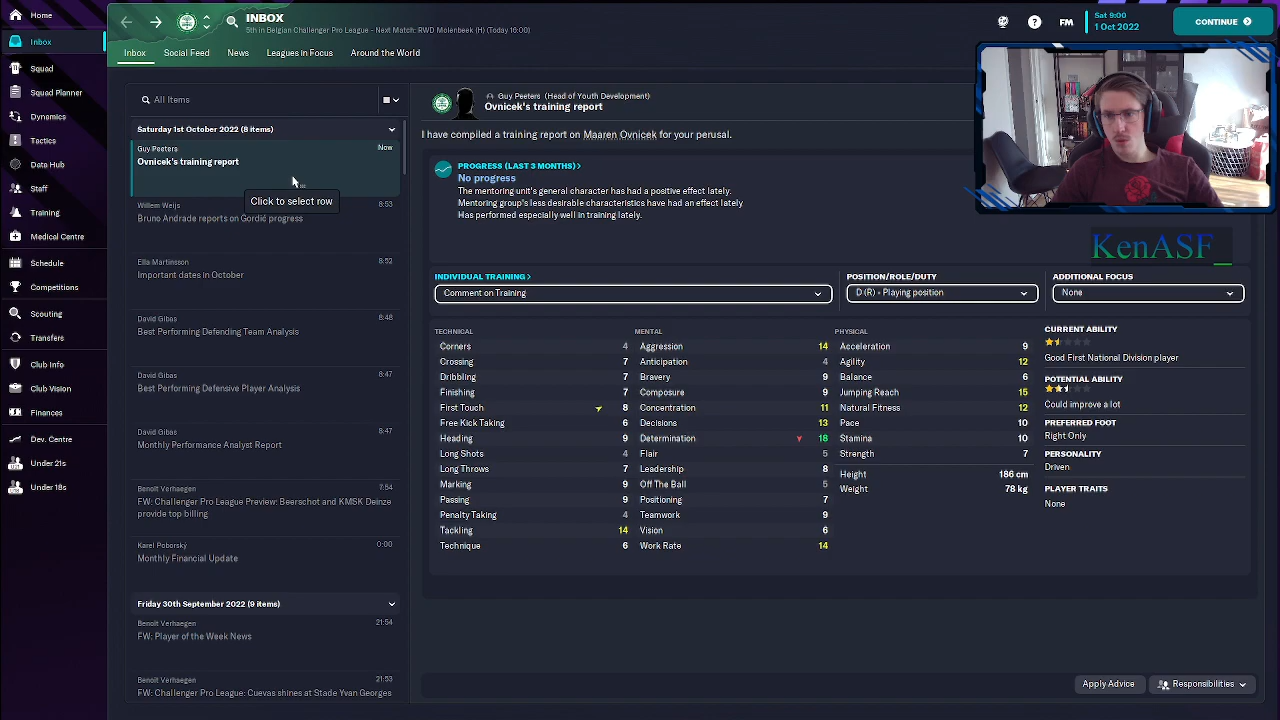 Home
Inbox
Squad
Squad Planner
Dynamics
Tactics
Data Hub
Staff
Training
Medical Centre
Schedule
Competitions
Scouting
Transfers
Club Info
Club Vision
Finances
Dev. Centre
Under 21s
Under 18s
INBOX
5th in Belgian Challenger Pro League - Next Match: RWD Molenbeek (H) (Today 16:00)
FM
Sat 9:00
1 Oct 2022
CONTINUE
Inbox Social Feed News Leagues in Focus Around the World
All Items
Saturday 1st October 2022 (8 items)
Guy Peeters Now
Ovnicek's training report
Click to select row
Willem Weijs 8:53
Bruno Andrade reports on Gordić progress
Ella Martinsson 8:52
Important dates in October
David Gibas 8:48
Best Performing Defending Team Analysis
David Gibas 8:47
Best Performing Defensive Player Analysis
David Gibas 8:47
Monthly Performance Analyst Report
Benoît Verhaegen 7:54
FW: Challenger Pro League Preview: Beerschot and KMSK Deinze
provide top billing
Karel Poborský 0:00
Monthly Financial Update
Friday 30th September 2022 (9 items)
Benoît Verhaegen 21:54
FW: Player of the Week News
Benoît Verhaegen 21:53
FW: Challenger Pro League: Cuevas shines at Stade Yvan Georges
Guy Peeters (Head of Youth Development)
Ovnicek's training report
I have compiled a training report on Maaren Ovnicek for your perusal.
PROGRESS (LAST 3 MONTHS)
No progress
The mentoring unit's general character has had a positive effect lately.
Mentoring group's less desirable characteristics have had an effect lately
Has performed especially well in training lately.
KenASF_
INDIVIDUAL TRAINING POSITION/ROLE/DUTY ADDITIONAL FOCUS
Comment on Training D (R) • Playing position None
TECHNICAL MENTAL PHYSICAL
Corners 4 Aggression 14 Acceleration 9
Crossing 7 Anticipation 4 Agility 12
Dribbling 7 Bravery 9 Balance 6
Finishing 7 Composure 9 Jumping Reach 15
First Touch 8 Concentration 11 Natural Fitness 12
Free Kick Taking 6 Decisions 13 Pace 10
Heading 9 Determination 18 Stamina 10
Long Shots 4 Flair 5 Strength 7
Long Throws 7 Leadership 8 Height 186 cm
Marking 9 Off The Ball 5 Weight 78 kg
Passing 9 Positioning 7
Penalty Taking 4 Teamwork 9
Tackling 14 Vision 6
Technique 6 Work Rate 14
CURRENT ABILITY
Good First National Division player
POTENTIAL ABILITY
Could improve a lot
PREFERRED FOOT
Right Only
PERSONALITY
Driven
PLAYER TRAITS
None
Apply Advice Responsibilities